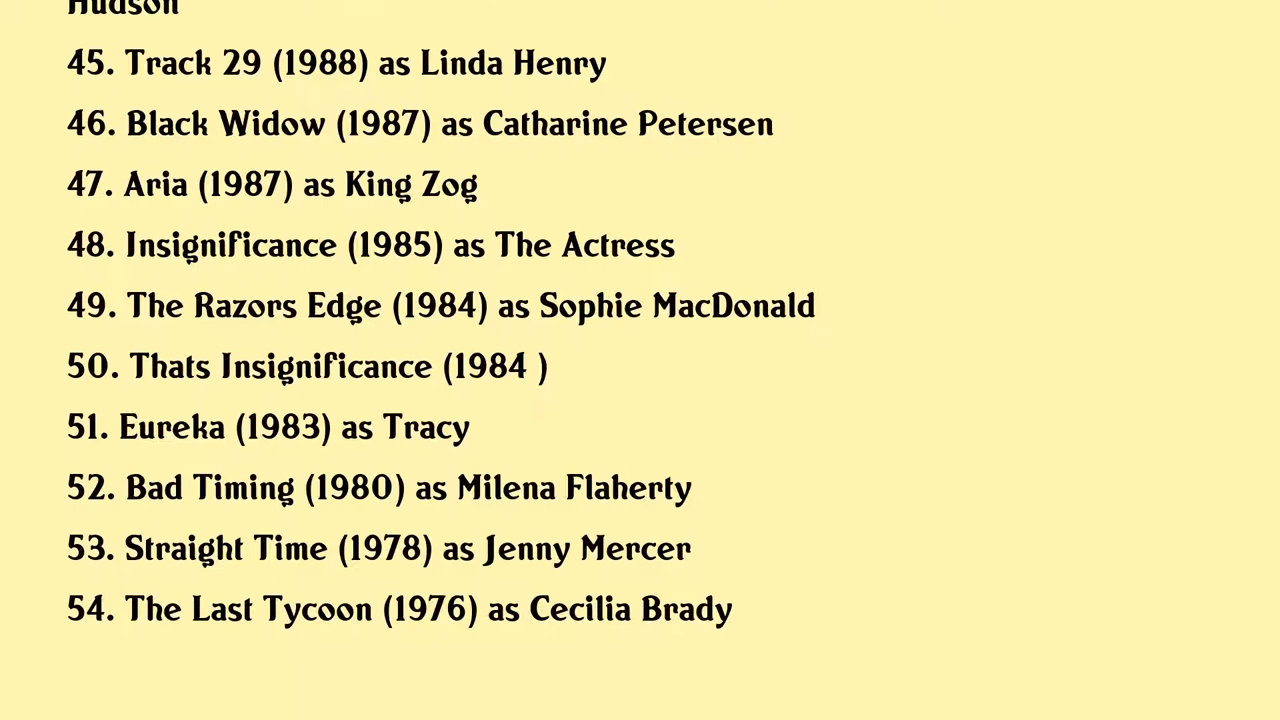 Hudson
45. Track 29 (1988) as Linda Henry
46. Black Widow (1987) as Catharine Petersen
47. Aria (1987) as King Zog
48. Insignificance (1985) as The Actress
49. The Razors Edge (1984) as Sophie MacDonald
50. Thats Insignificance (1984 )
51. Eureka (1983) as Tracy
52. Bad Timing (1980) as Milena Flaherty
53. Straight Time (1978) as Jenny Mercer
54. The Last Tycoon (1976) as Cecilia Brady